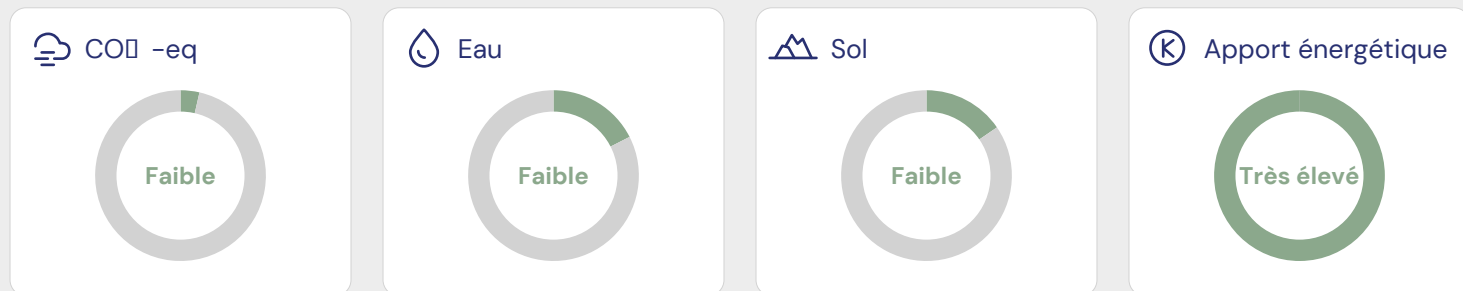 CO▯ -eq
Faible
Eau
Faible
Sol
Faible
Apport énergétique
Très élevé